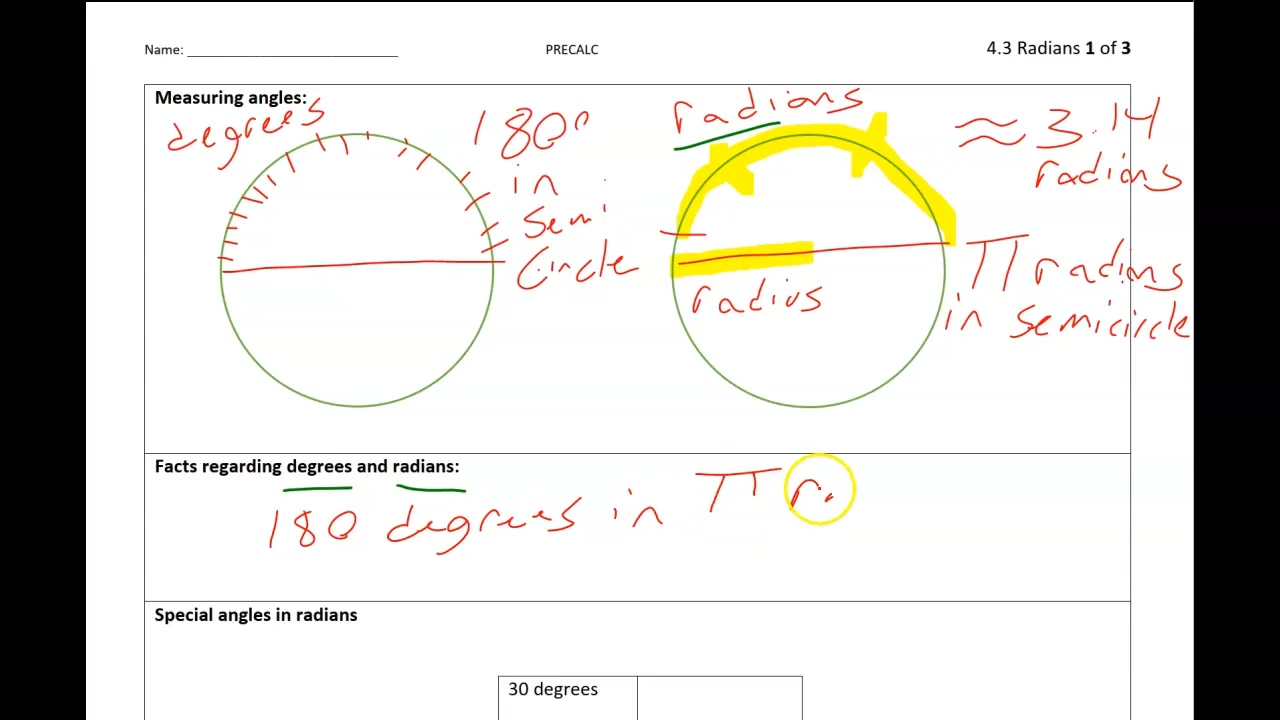 Name: ______________________________ PRECALC 4.3 Radians 1 of 3
Measuring angles:
degrees
180°
in
semi
circle
radians
≈ 3.14
radians
radius
π radians
in semicircle
Facts regarding degrees and radians:
180 degrees in π
Special angles in radians
30 degrees